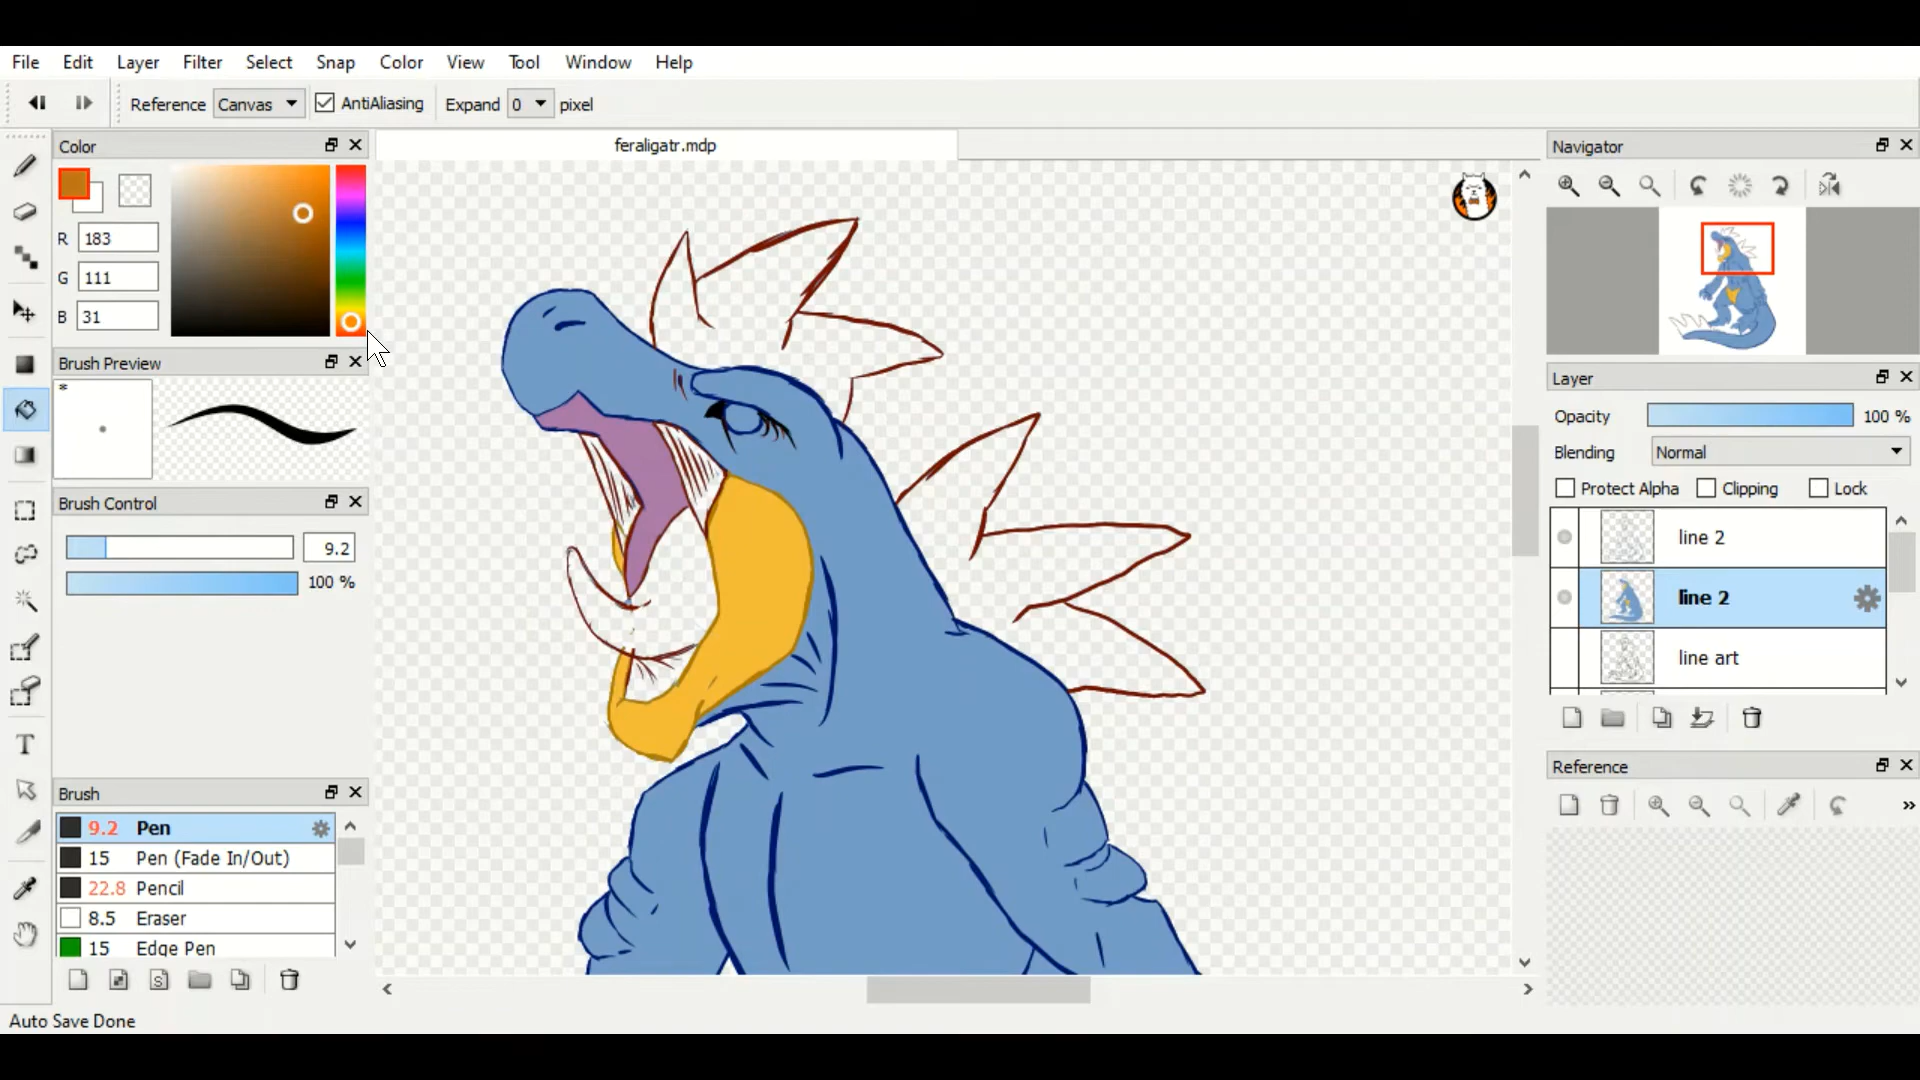 File Edit Layer Filter Select Snap Color View Tool Window Help
Reference Canvas AntiAliasing Expand 0 pixel
Color
R 183
G 111
B 31
Brush Preview
*
Brush Control
9.2
100 %
Brush
9.2 Pen
15 Pen (Fade In/Out)
22.8 Pencil
8.5 Eraser
15 Edge Pen
Auto Save Done
feraligatr.mdp
Navigator
Layer
Opacity 100 %
Blending Normal
Protect Alpha Clipping Lock
line 2
line 2
line art
Reference